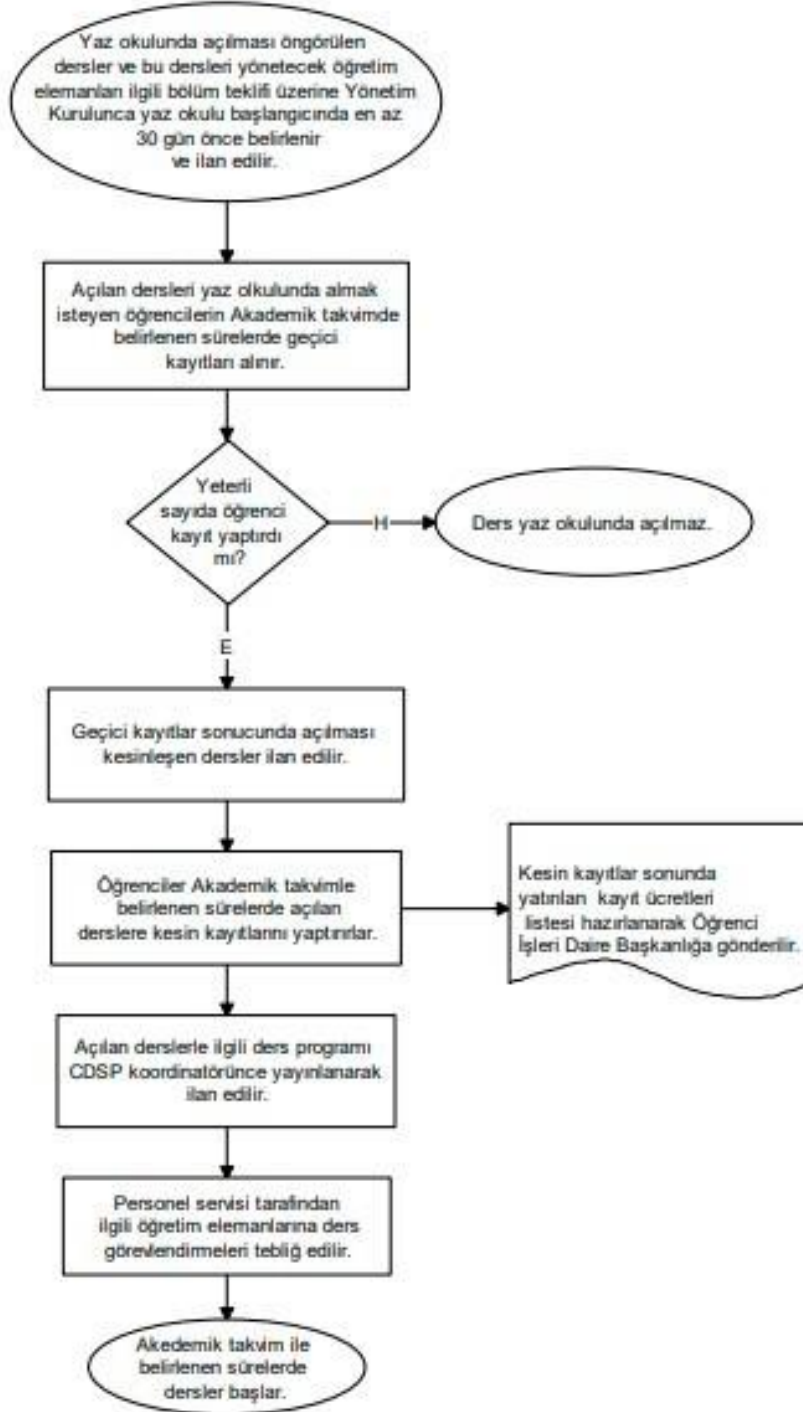 Yaz okulunda açılması öngörülen
dersler ve bu dersleri yönetecek öğretim
elemanları ilgili bölüm teklifi üzerine Yönetim
Kurulunca yaz okulu başlangıcında en az
30 gün önce belirlenir
ve ilan edilir.
Açılan dersleri yaz olkulunda almak
isteyen öğrencilerin Akademik takvimde
belirlenen sürelerde geçici
kayıtları alınır.
Yeterli
sayıda öğrenci
kayıt yaptırdı
mı?
H
Ders yaz okulunda açılmaz.
E
Geçici kayıtlar sonucunda açılması
kesinleşen dersler ilan edilir.
Öğrenciler Akademik takvimle
belirlenen sürelerde açılan
derslere kesin kayıtlarını yaptırırlar.
Kesin kayıtlar sonunda
yatırılan kayıt ücretleri
listesi hazırlanarak Öğrenci
İşleri Daire Başkanlığa gönderilir.
Açılan derslerle ilgili ders programı
CDSP koordinatörünce yayınlanarak
ilan edilir.
Personel servisi tarafından
ilgili öğretim elemanlarına ders
görevlendirmeleri tebliğ edilir.
Akedemik takvim ile
belirlenen sürelerde
dersler başlar.